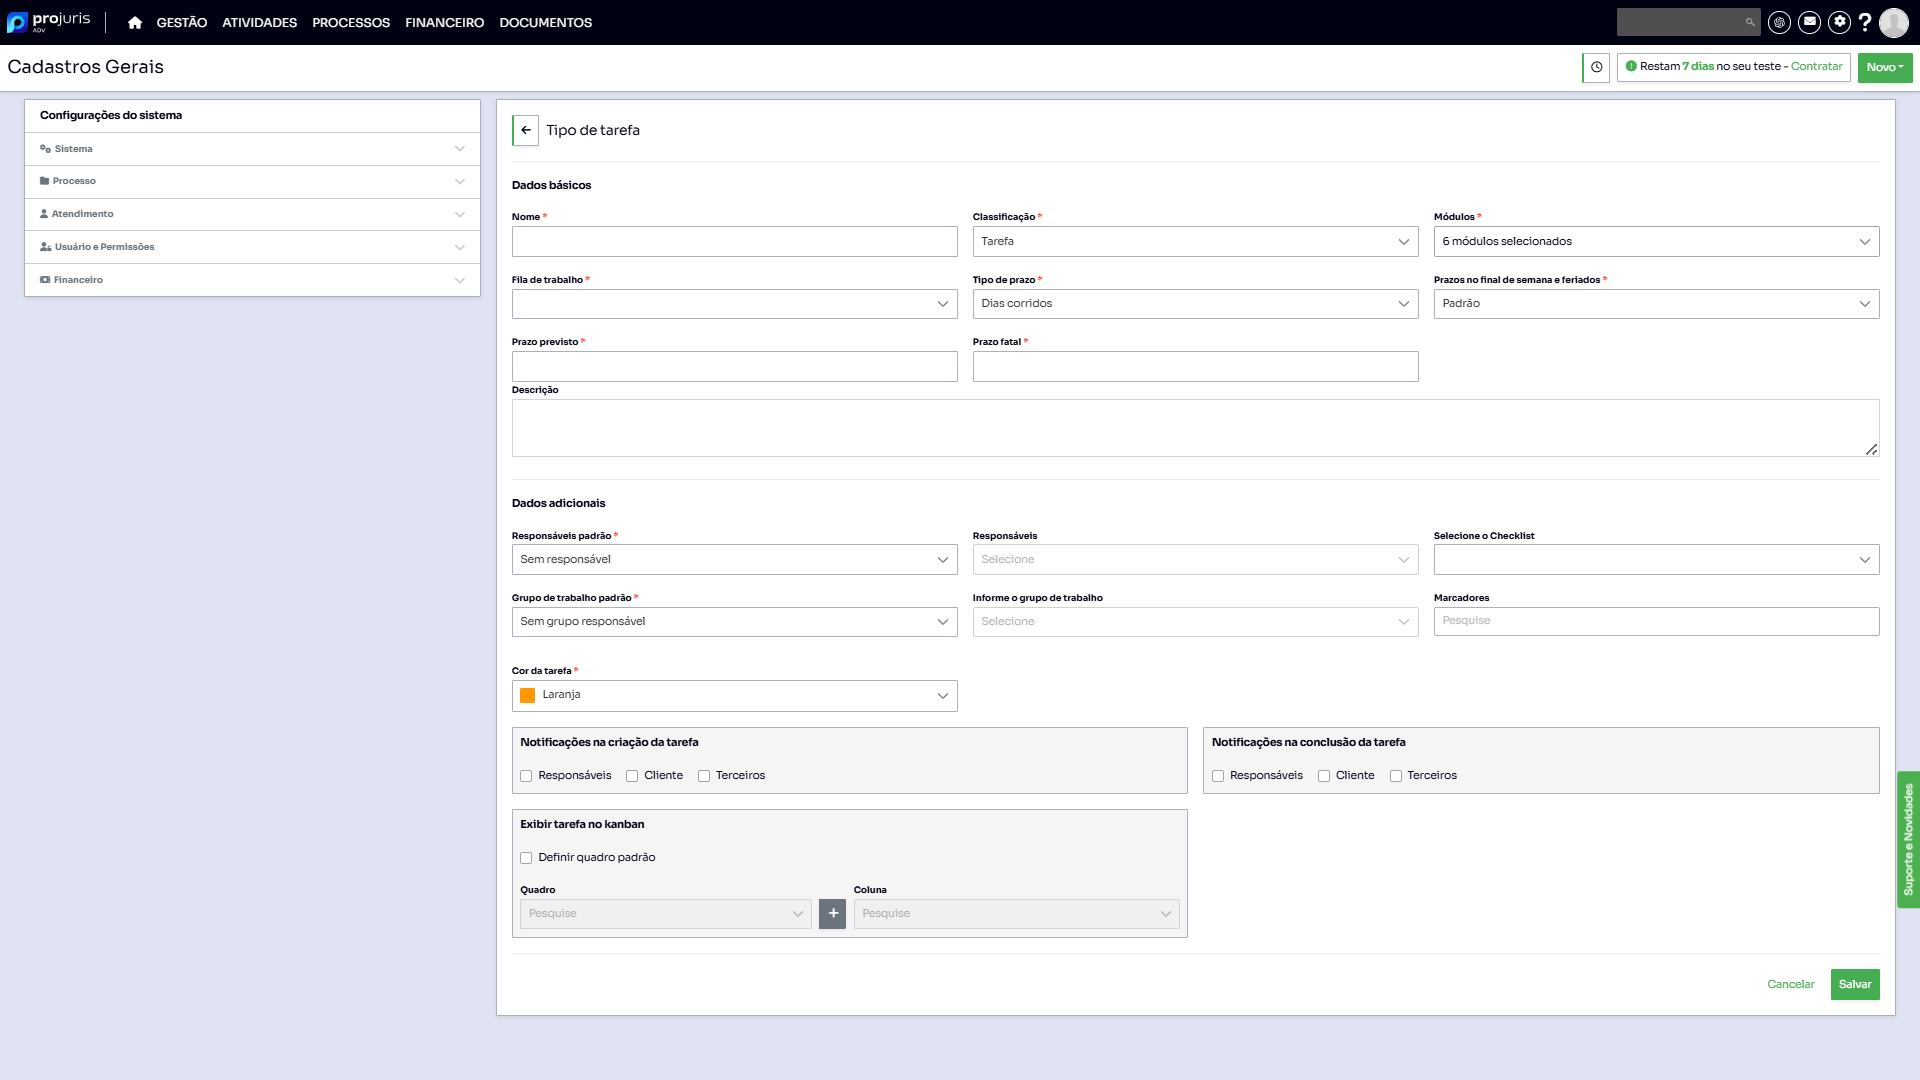 projuris
ADV
GESTÃO
ATIVIDADES
PROCESSOS
FINANCEIRO
DOCUMENTOS
Cadastros Gerais
Restam 7 dias no seu teste - Contratar
Novo
Configurações do sistema
Sistema
Processo
Atendimento
Usuário e Permissões
Financeiro
Tipo de tarefa
Dados básicos
Nome *
Classificação *
Tarefa
Módulos *
6 módulos selecionados
Fila de trabalho *
Tipo de prazo *
Dias corridos
Prazos no final de semana e feriados *
Padrão
Prazo previsto *
Prazo fatal *
Descrição
Dados adicionais
Responsáveis padrão *
Sem responsável
Responsáveis
Selecione
Selecione o Checklist
Grupo de trabalho padrão *
Sem grupo responsável
Informe o grupo de trabalho
Selecione
Marcadores
Pesquise
Cor da tarefa *
Laranja
Notificações na criação da tarefa
Responsáveis
Cliente
Terceiros
Notificações na conclusão da tarefa
Responsáveis
Cliente
Terceiros
Exibir tarefa no kanban
Definir quadro padrão
Quadro
Pesquise
+
Coluna
Pesquise
Cancelar
Salvar
Suporte e Novidades